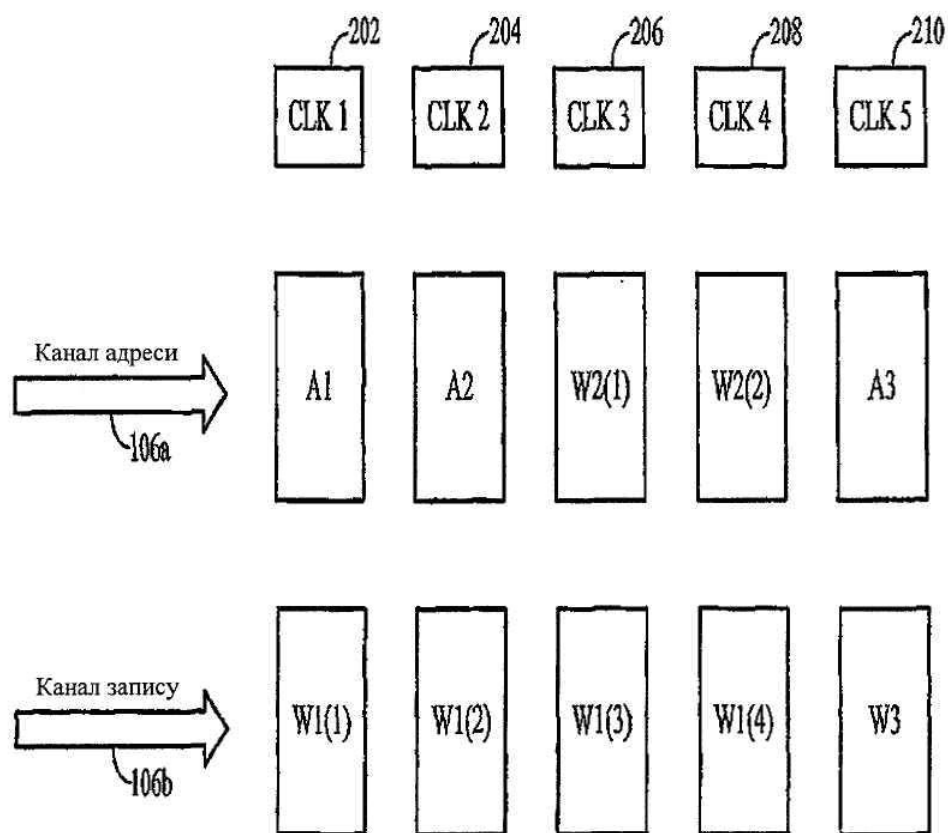 202 204 206 208 210
CLK 1 CLK 2 CLK 3 CLK 4 CLK 5
Канал адреси
A1 A2 W2(1) W2(2) A3
106a
Канал запису
W1(1) W1(2) W1(3) W1(4) W3
106b